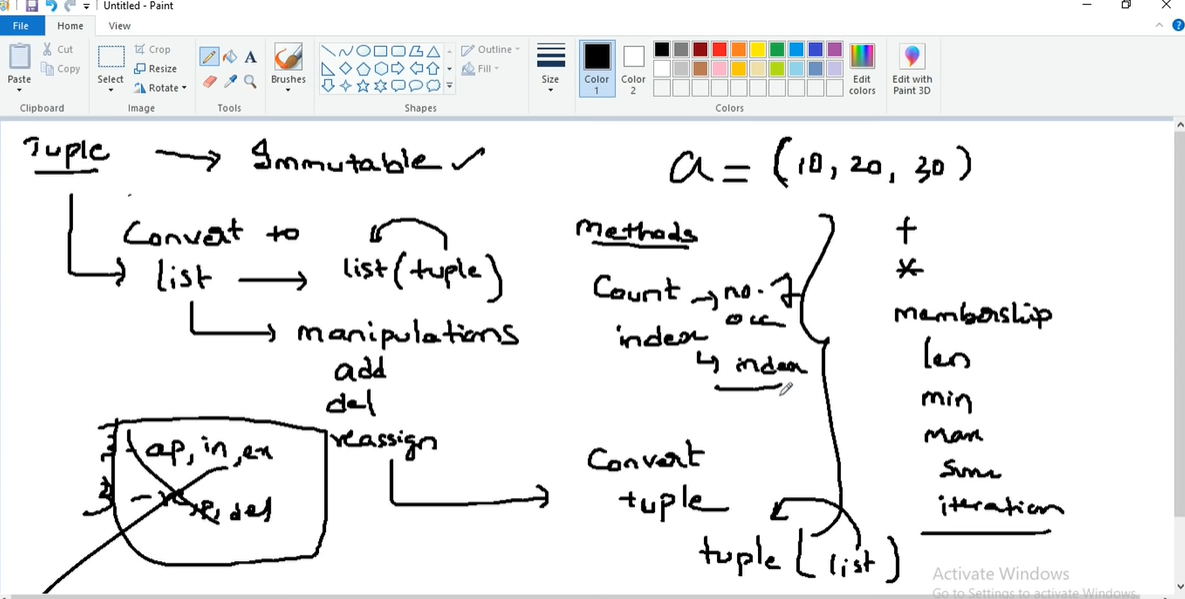 Untitled - Paint
File Home View
Paste
Cut
Copy
Clipboard
Select
Crop
Resize
Rotate
Image
A
Tools
Brushes
Outline
Fill
Shapes
Size
Color 1
Color 2
Edit colors
Colors
Edit with Paint 3D
Tuple → Immutable ✓
Convert to
list → list(tuple)
manipulations
add
del
reassign
ap, in, ex
del
a = (10, 20, 30)
Methods
Count → no. of
occ
index
↳ index
Convert
tuple
tuple (list)
+
*
membership
len
min
max
sum
iteration
Activate Windows
Go to Settings to activate Windows.